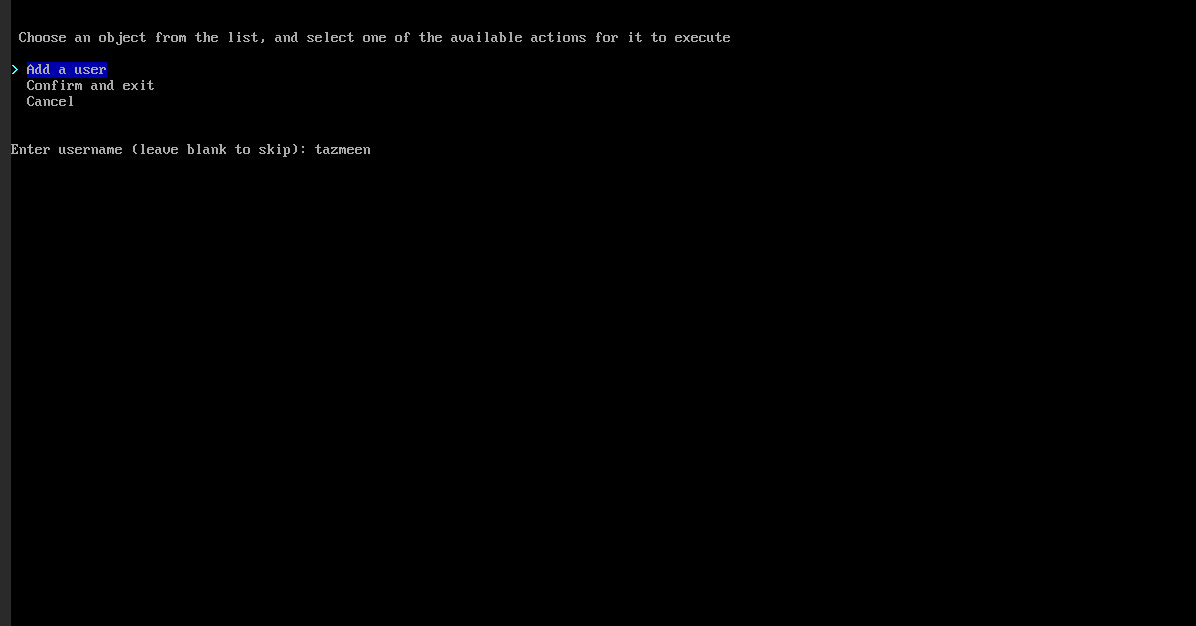 Choose an object from the list, and select one of the available actions for it to execute
> Add a user
Confirm and exit
Cancel
Enter username (leave blank to skip): tazmeen